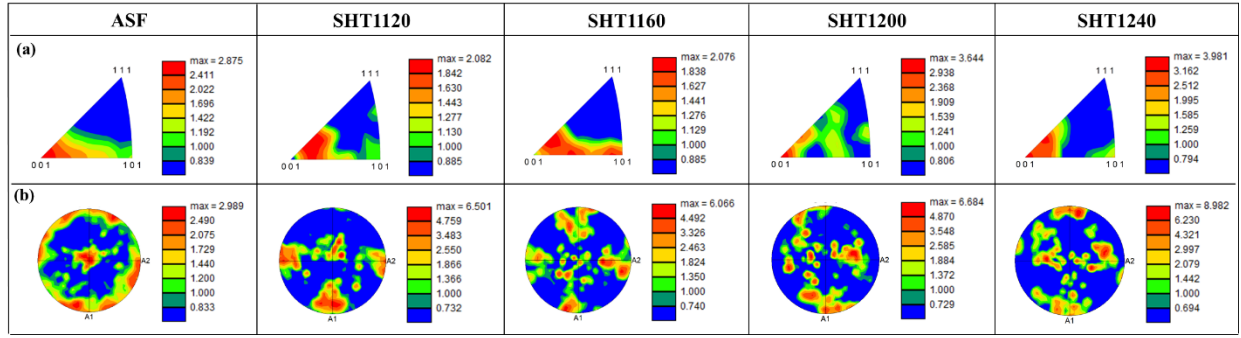 ASF SHT1120 SHT1160 SHT1200 SHT1240
(a)
max = 2.875
2.411
2.022
1.696
1.422
1.192
1.000
0.839
1 1 1
0 0 1
1 0 1
max = 2.082
1.842
1.630
1.443
1.277
1.130
1.000
0.885
1 1 1
0 0 1
1 0 1
max = 2.076
1.838
1.627
1.441
1.276
1.129
1.000
0.885
1 1 1
0 0 1
1 0 1
max = 3.644
2.938
2.368
1.909
1.539
1.241
1.000
0.806
1 1 1
0 0 1
1 0 1
max = 3.981
3.162
2.512
1.995
1.585
1.259
1.000
0.794
1 1 1
0 0 1
1 0 1
(b)
max = 2.989
2.490
2.075
1.729
1.440
1.200
1.000
0.833
A2
A1
max = 6.501
4.759
3.483
2.550
1.866
1.366
1.000
0.732
A2
A1
max = 6.066
4.492
3.326
2.463
1.824
1.350
1.000
0.740
A2
A1
max = 6.684
4.870
3.548
2.585
1.884
1.372
1.000
0.729
A2
A1
max = 8.982
6.230
4.321
2.997
2.079
1.442
1.000
0.694
A2
A1